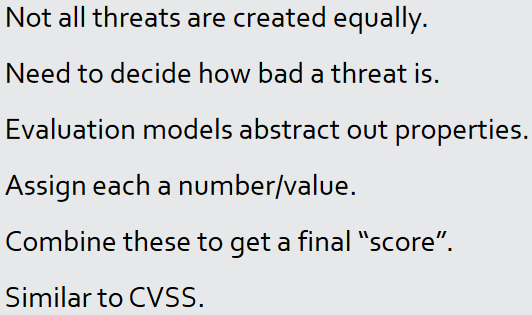 Not all threats are created equally.
Need to decide how bad a threat is.
Evaluation models abstract out properties.
Assign each a number/value.
Combine these to get a final “score”.
Similar to CVSS.